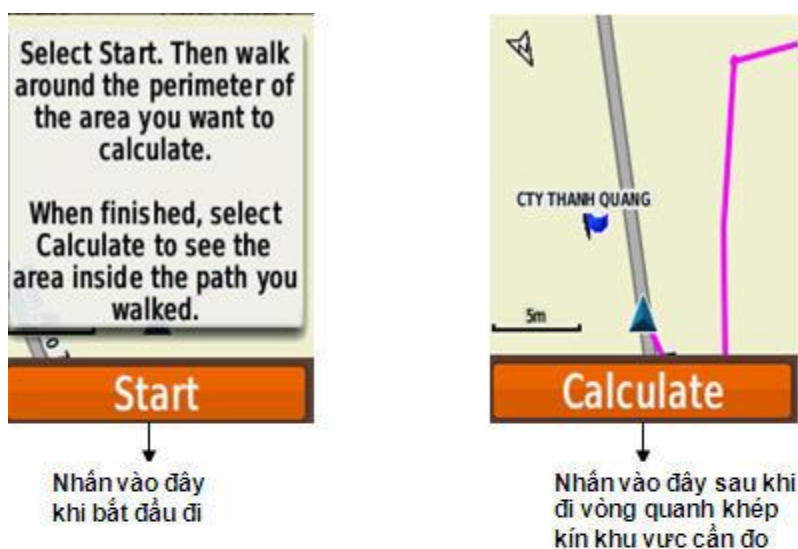 Select Start. Then walk
around the perimeter of
the area you want to
calculate.
When finished, select
Calculate to see the
area inside the path you
walked.
Start
Nhấn vào đây
khi bắt đầu đi
CTY THANH QUANG
5m
Calculate
Nhấn vào đây sau khi
đi vòng quanh khép
kín khu vực cần đo